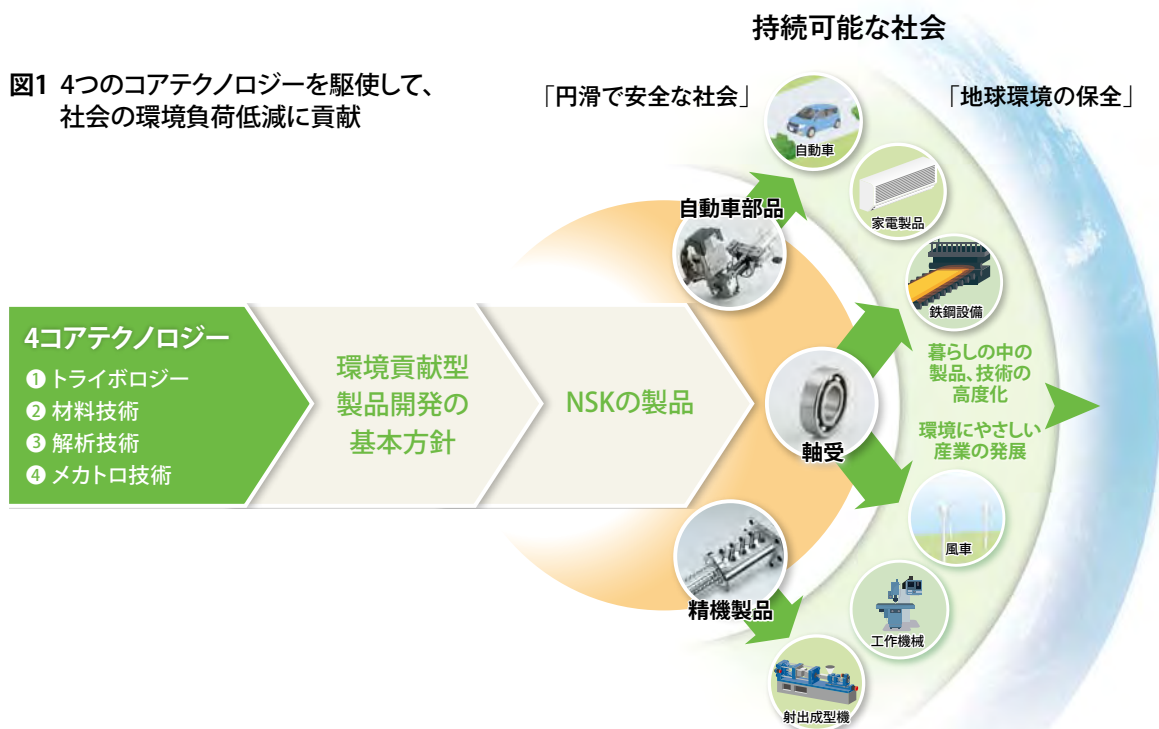 持続可能な社会
図1 4つのコアテクノロジーを駆使して、
社会の環境負荷低減に貢献
「円滑で安全な社会」
「地球環境の保全」
自動車
家電製品
自動車部品
鉄鋼設備
4コアテクノロジー
❶ トライボロジー
❷ 材料技術
❸ 解析技術
❹ メカトロ技術
環境貢献型
製品開発の
基本方針
NSKの製品
軸受
暮らしの中の
製品、技術の
高度化
環境にやさしい
産業の発展
風車
精機製品
工作機械
射出成型機